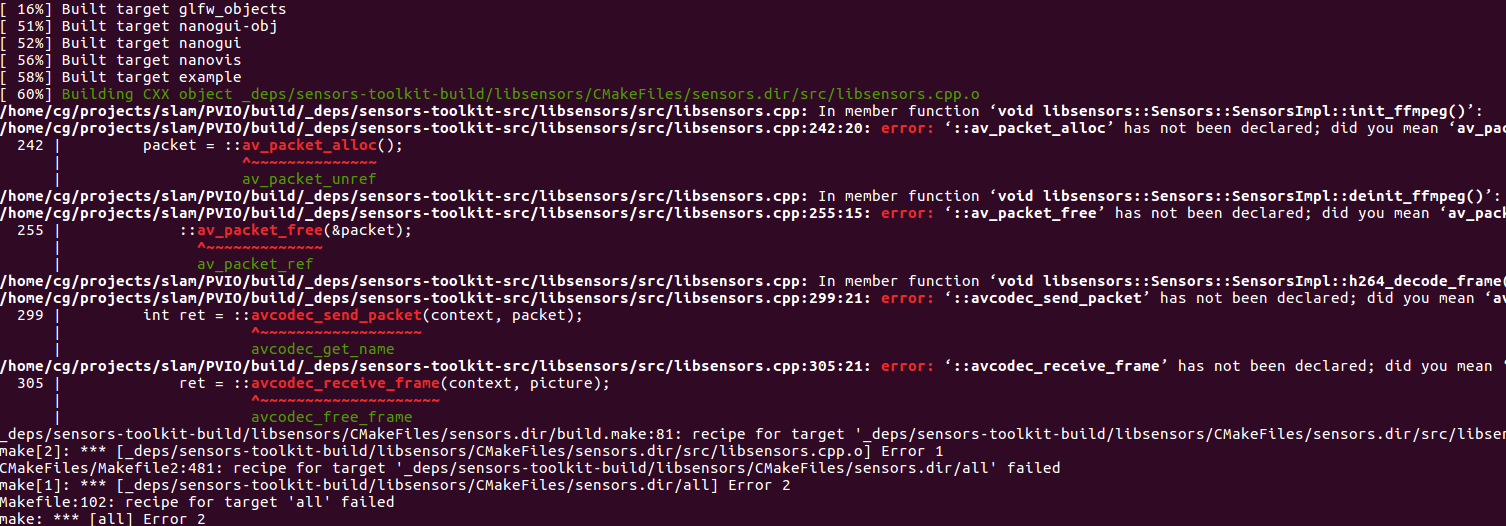 [ 16%] Built target glfw_objects
[ 51%] Built target nanogui-obj
[ 52%] Built target nanogui
[ 56%] Built target nanovis
[ 58%] Built target example
[ 60%] Building CXX object _deps/sensors-toolkit-build/libsensors/CMakeFiles/sensors.dir/src/libsensors.cpp.o
/home/cg/projects/slam/PVIO/build/_deps/sensors-toolkit-src/libsensors/src/libsensors.cpp: In member function ‘void libsensors::Sensors::SensorsImpl::init_ffmpeg()’:
/home/cg/projects/slam/PVIO/build/_deps/sensors-toolkit-src/libsensors/src/libsensors.cpp:242:20: error: ‘::av_packet_alloc’ has not been declared; did you mean ‘av_pac
242 | packet = ::av_packet_alloc();
| ^~~~~~~~~~~~~~~
| av_packet_unref
/home/cg/projects/slam/PVIO/build/_deps/sensors-toolkit-src/libsensors/src/libsensors.cpp: In member function ‘void libsensors::Sensors::SensorsImpl::deinit_ffmpeg()’:
/home/cg/projects/slam/PVIO/build/_deps/sensors-toolkit-src/libsensors/src/libsensors.cpp:255:15: error: ‘::av_packet_free’ has not been declared; did you mean ‘av_pack
255 | ::av_packet_free(&packet);
| ^~~~~~~~~~~~~~
| av_packet_ref
/home/cg/projects/slam/PVIO/build/_deps/sensors-toolkit-src/libsensors/src/libsensors.cpp: In member function ‘void libsensors::Sensors::SensorsImpl::h264_decode_frame(
/home/cg/projects/slam/PVIO/build/_deps/sensors-toolkit-src/libsensors/src/libsensors.cpp:299:21: error: ‘::avcodec_send_packet’ has not been declared; did you mean ‘av
299 | int ret = ::avcodec_send_packet(context, packet);
| ^~~~~~~~~~~~~~~~~~~
| avcodec_get_name
/home/cg/projects/slam/PVIO/build/_deps/sensors-toolkit-src/libsensors/src/libsensors.cpp:305:21: error: ‘::avcodec_receive_frame’ has not been declared; did you mean ‘
305 | ret = ::avcodec_receive_frame(context, picture);
| ^~~~~~~~~~~~~~~~~~~~~
| avcodec_free_frame
_deps/sensors-toolkit-build/libsensors/CMakeFiles/sensors.dir/build.make:81: recipe for target '_deps/sensors-toolkit-build/libsensors/CMakeFiles/sensors.dir/src/libsen
make[2]: *** [_deps/sensors-toolkit-build/libsensors/CMakeFiles/sensors.dir/src/libsensors.cpp.o] Error 1
CMakeFiles/Makefile2:481: recipe for target '_deps/sensors-toolkit-build/libsensors/CMakeFiles/sensors.dir/all' failed
make[1]: *** [_deps/sensors-toolkit-build/libsensors/CMakeFiles/sensors.dir/all] Error 2
Makefile:102: recipe for target 'all' failed
make: *** [all] Error 2